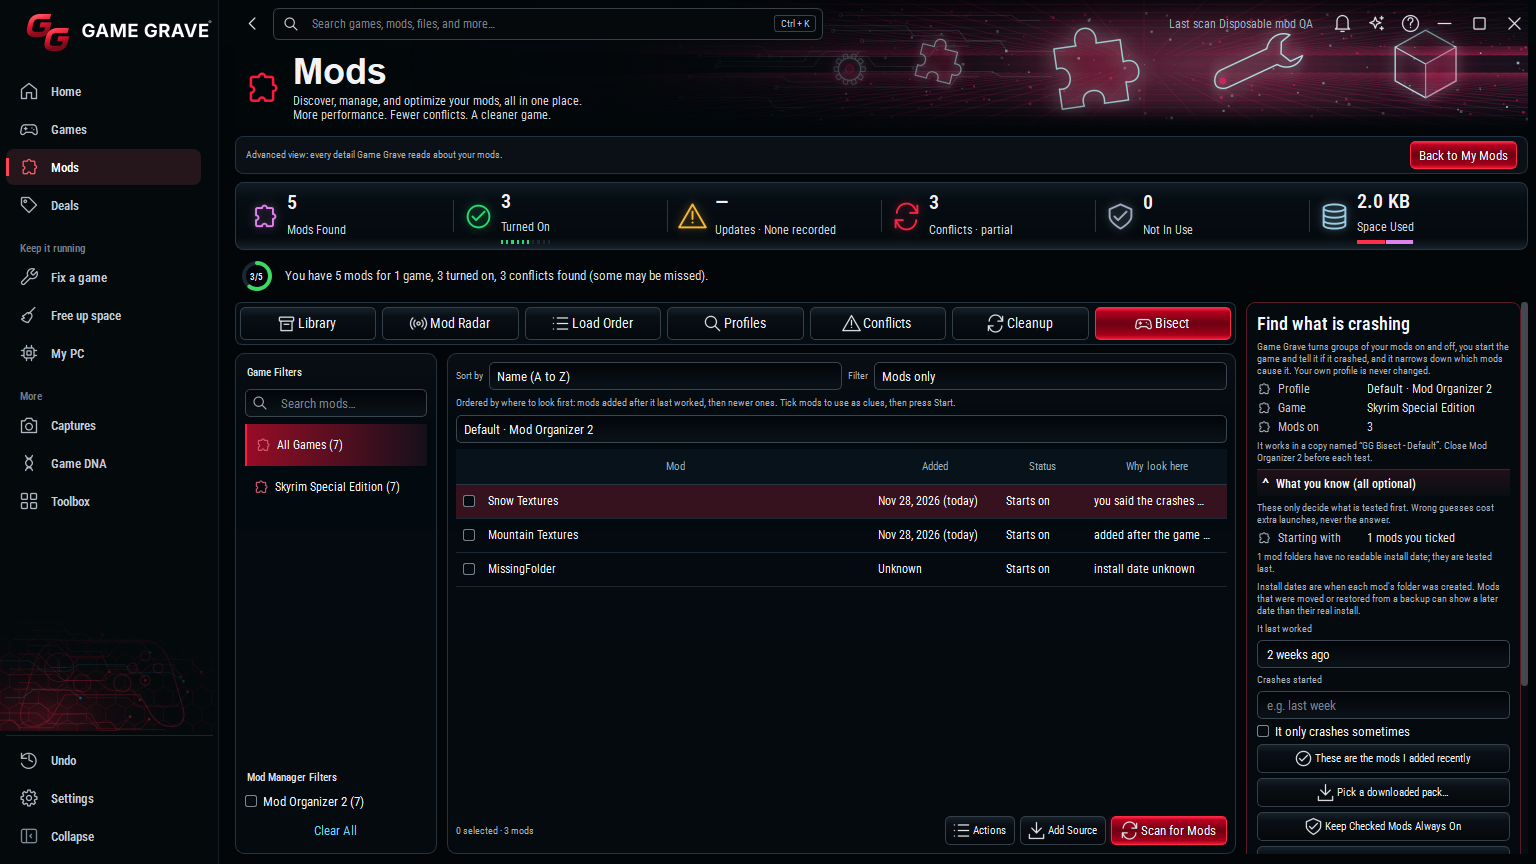 GAME GRAVE
Search games, mods, files, and more...
Ctrl + K
Last scan Disposable mod QA
Home
Games
Mods
Deals
Keep it running
Fix a game
Free up space
My PC
More
Captures
Game DNA
Toolbox
Undo
Settings
Collapse
Mods
Discover, manage, and optimize your mods, all in one place.
More performance. Fewer conflicts. A cleaner game.
Advanced view: every detail Game Grave reads about your mods.
Back to My Mods
5
Mods Found
3
Turned On
–
Updates · None recorded
3
Conflicts · partial
0
Not In Use
2.0 KB
Space Used
3/5
You have 5 mods for 1 game, 3 turned on, 3 conflicts found (some may be missed).
Library
Mod Radar
Load Order
Profiles
Conflicts
Cleanup
Bisect
Game Filters
Search mods...
All Games (7)
Skyrim Special Edition (7)
Mod Manager Filters
Mod Organizer 2 (7)
Clear All
Sort by
Name (A to Z)
Filter
Mods only
Ordered by where to look first: mods added after it last worked, then newer ones. Tick mods to use as clues, then press Start.
Default · Mod Organizer 2
Mod Added Status Why look here
Snow Textures Nov 28, 2026 (today) Starts on you said the crashes ...
Mountain Textures Nov 28, 2026 (today) Starts on added after the game ...
MissingFolder Unknown Starts on install date unknown
0 selected · 3 mods
Actions
Add Source
Scan for Mods
Find what is crashing
Game Grave turns groups of your mods on and off, you start the
game and tell it if it crashed, and it narrows down which mods
cause it. Your own profile is never changed.
Profile Default · Mod Organizer 2
Game Skyrim Special Edition
Mods on 3
It works in a copy named “GG Bisect - Default”. Close Mod
Organizer 2 before each test.
^ What you know (all optional)
These only decide what is tested first. Wrong guesses cost
extra launches, never the answer.
Starting with 1 mods you ticked
1 mod folders have no readable install date; they are tested
last.
Install dates are when each mod's folder was created. Mods
that were moved or restored from a backup can show a later
date than their real install.
It last worked
2 weeks ago
Crashes started
e.g. last week
It only crashes sometimes
These are the mods I added recently
Pick a downloaded pack...
Keep Checked Mods Always On